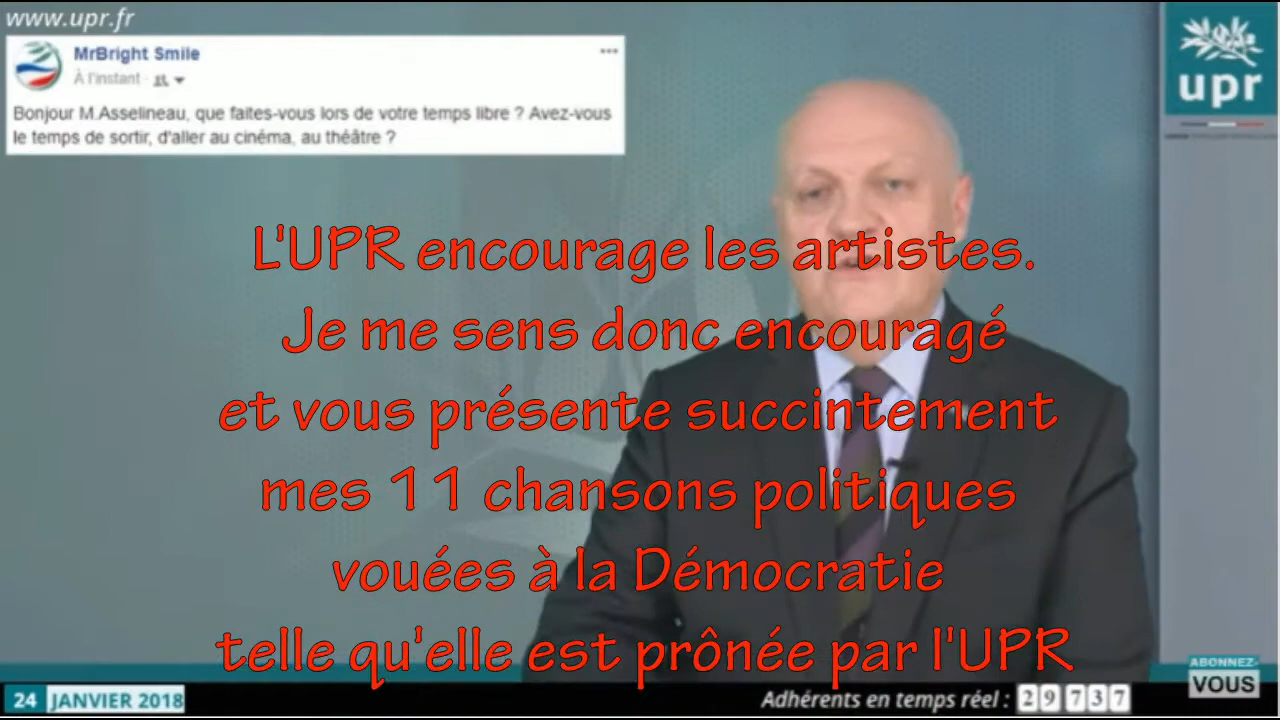 www.upr.fr
MrBright Smile
À l'instant
Bonjour M.Asselineau, que faites-vous lors de votre temps libre ? Avez-vous
le temps de sortir, d'aller au cinéma, au théâtre ?
upr
L'UPR encourage les artistes.
Je me sens donc encouragé
et vous présente succintement
mes 11 chansons politiques
vouées à la Démocratie
telle qu'elle est prônée par l'UPR
24 JANVIER 2018
Adhérents en temps réel : 29 737
ABONNEZ-
VOUS